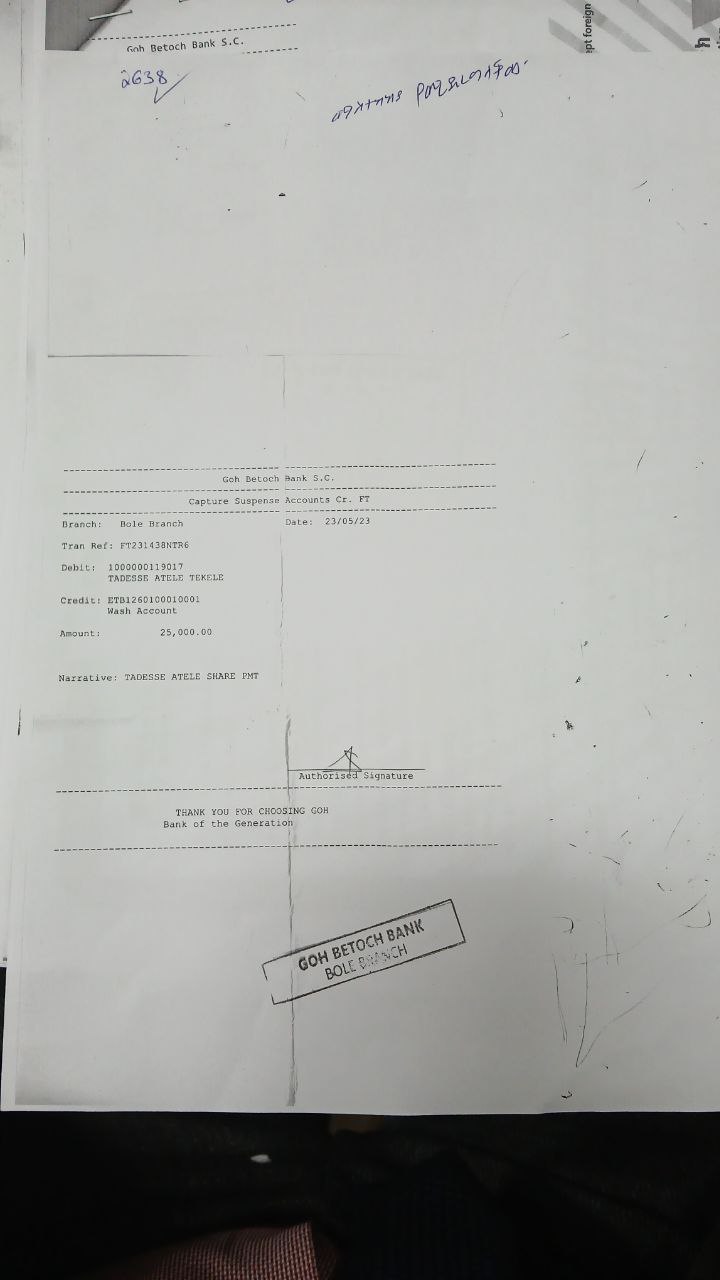 ept foreign
h
Goh Betoch Bank S.C.
2638
Goh Betoch Bank S.C.
Capture Suspense Accounts Cr. FT
Branch: Bole Branch Date: 23/05/23
Tran Ref: FT231438NTR6
Debit: 1000000119017
TADESSE ATELE TEKELE
Credit: ETB1260100010001
Wash Account
Amount: 25,000.00
Narrative: TADESSE ATELE SHARE PMT
Authorised Signature
THANK YOU FOR CHOOSING GOH
Bank of the Generation
GOH BETOCH BANK
BOLE BRANCH